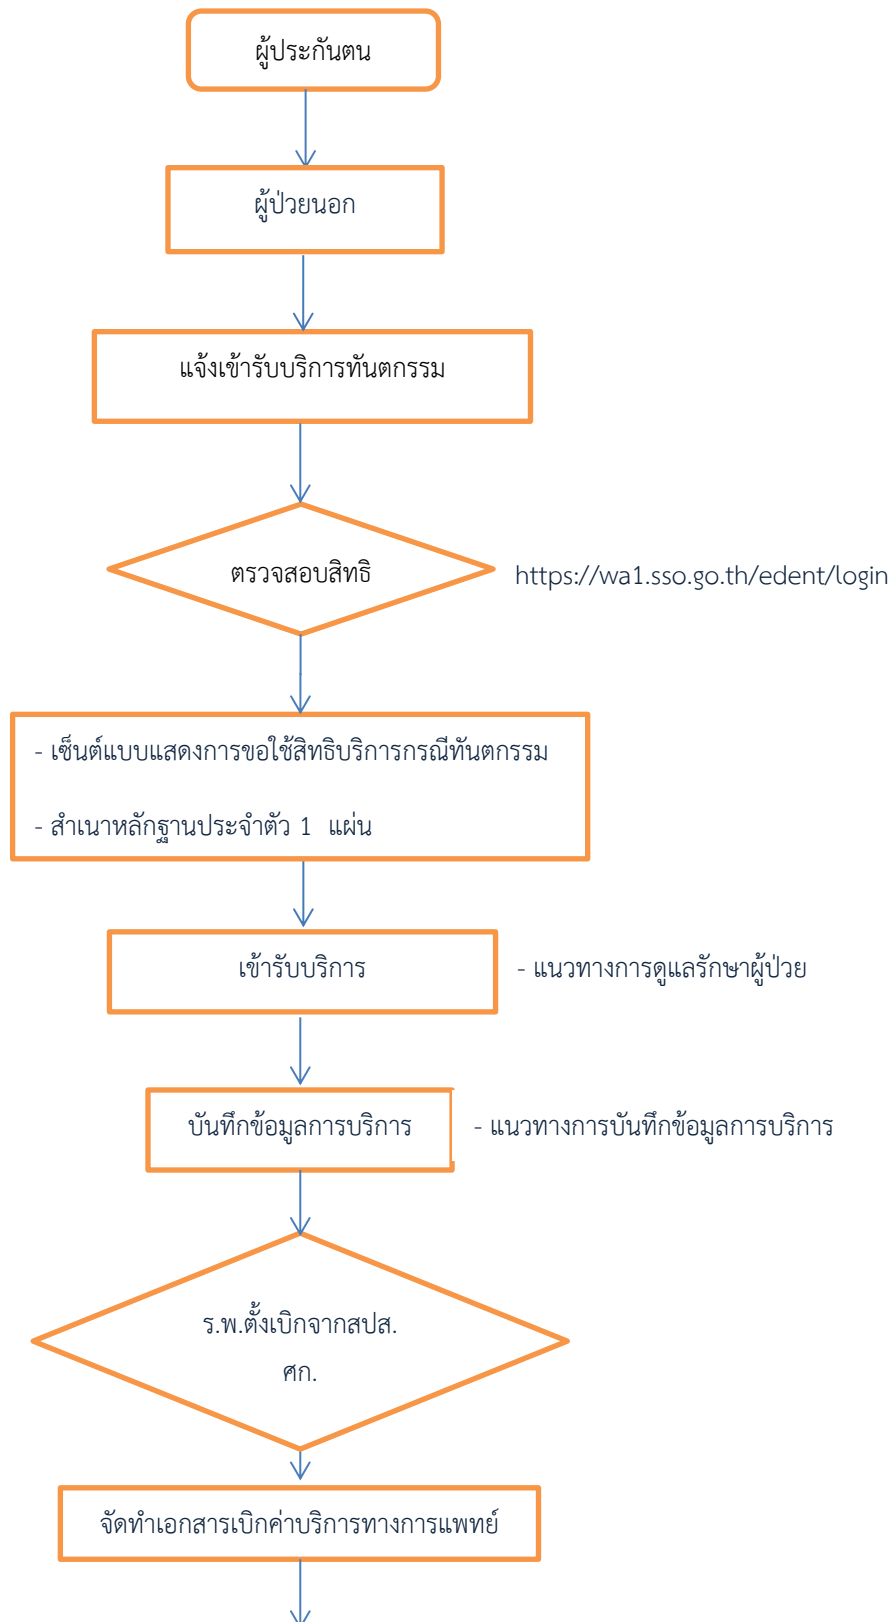 ผู้ประกันตน
ผู้ป่วยนอก
แจ้งเข้ารับบริการทันตกรรม
ตรวจสอบสิทธิ
https://wa1.sso.go.th/edent/login
- เซ็นต์แบบแสดงการขอใช้สิทธิบริการกรณีทันตกรรม
- สำเนาหลักฐานประจำตัว 1 แผ่น
เข้ารับบริการ
- แนวทางการดูแลรักษาผู้ป่วย
บันทึกข้อมูลการบริการ
- แนวทางการบันทึกข้อมูลการบริการ
ร.พ.ตั้งเบิกจากสปส.
ศก.
จัดทำเอกสารเบิกค่าบริการทางการแพทย์